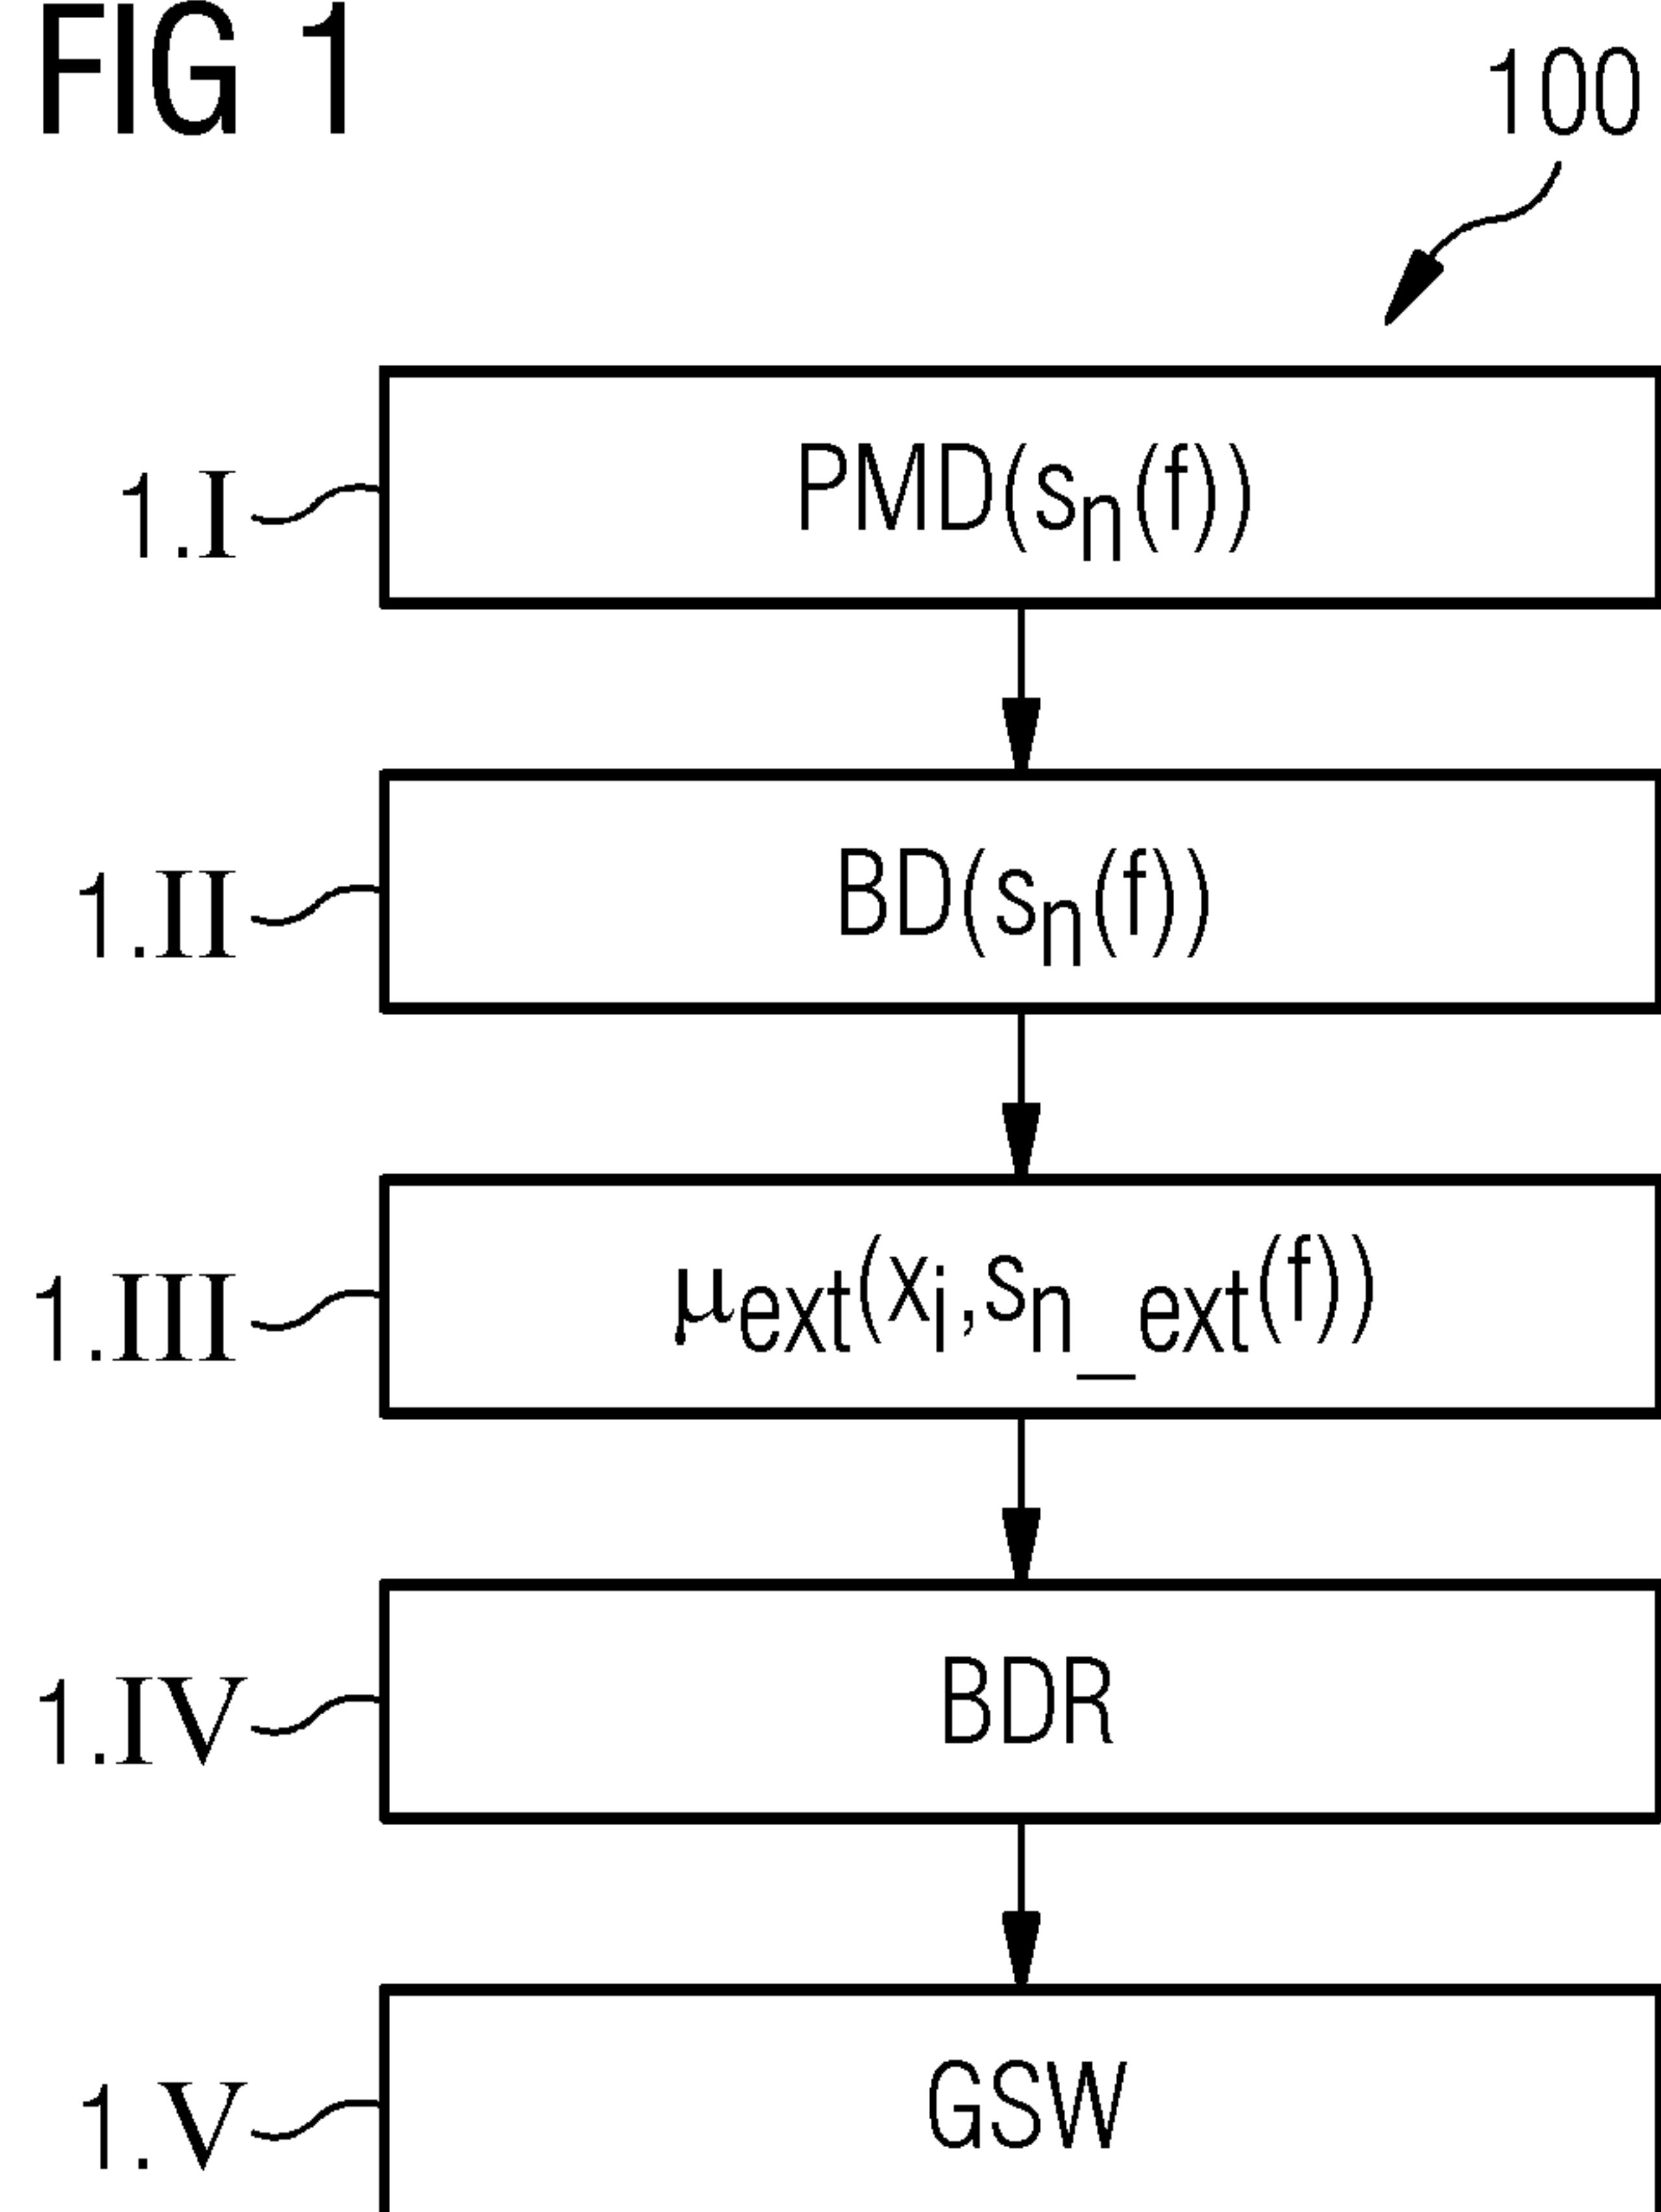 FIG 1
100
1.I
PMD(sn(f))
1.II
BD(sn(f))
1.III
μext(xi,sn_ext(f))
1.IV
BDR
1.V
GSW